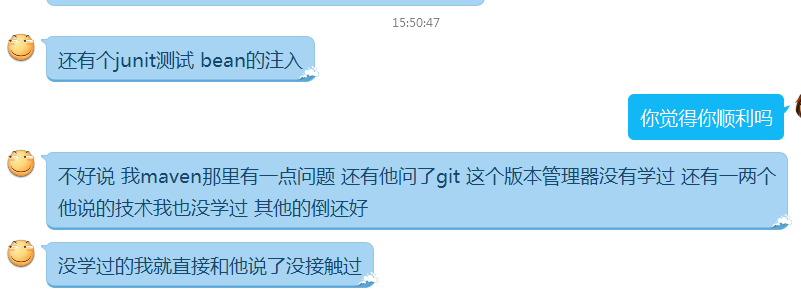 15:50:47
还有个junit测试 bean的注入
你觉得你顺利吗
不好说 我maven那里有一点问题 还有他问了git 这个版本管理器没有学过 还有一两个
他说的技术我也没学过 其他的倒还好
没学过的我就直接和他说了没接触过